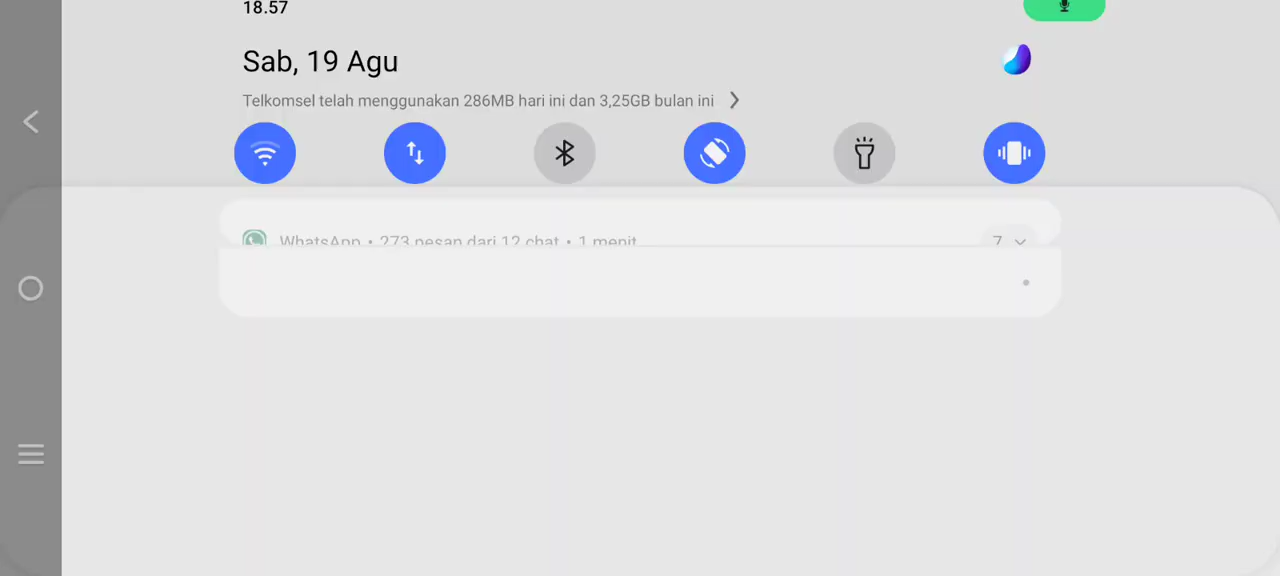 18.57
Sab, 19 Agu
Telkomsel telah menggunakan 286MB hari ini dan 3,25GB bulan ini
WhatsApp • 273 pesan dari 12 chat • 1 menit
7